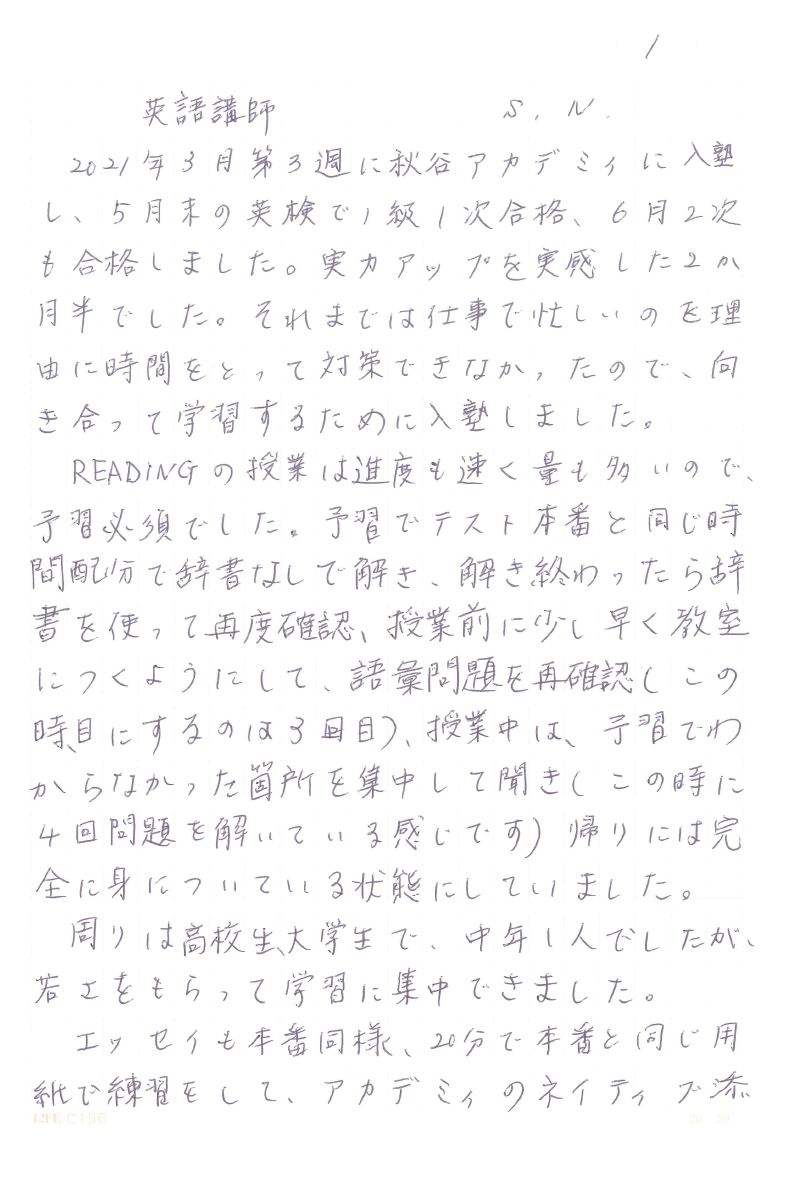 1
英語講師 S.N.
2021年3月第3週に秋谷アカデミィに入塾
し、5月末の英検で1級1次合格、6月2次
も合格しました。実力アップを実感した2か
月半でした。それまでは仕事で忙しいのを理
由に時間をとって対策できなかったので、向
き合って学習するために入塾しました。
READiNGの授業は進度も速く量も多いので、
予習必須でした。予習でテスト本番と同じ時
間配分で辞書なしで解き、解き終わったら辞
書を使って再度確認、授業前に少し早く教室
につくようにして、語彙問題を再確認(この
時、目にするのは3回目)、授業中は、予習でわ
からなかった箇所を集中して聞き(この時に
4回問題を解いている感じです)帰りには完
全に身についている状態にしていました。
周りは高校生、大学生で、中年1人でしたが、
若さをもらって学習に集中できました。
エッセイも本番同様、20分で本番と同じ用
紙で練習をして、アカデミィのネイティブ添
LIFE C156
20 20